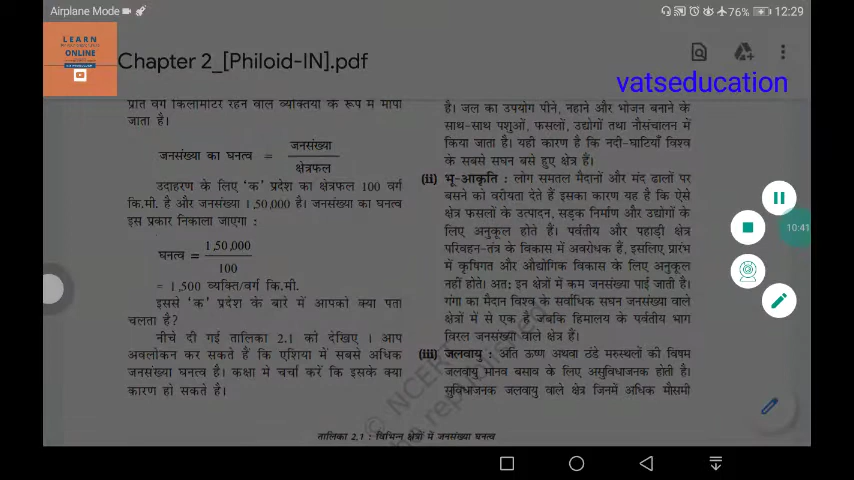 Airplane Mode
76%
12:29
LEARN
ONLINE
Chapter 2_[Philoid-IN].pdf
vatseducation
प्रति वर्ग किलोमीटर रहने वाले व्यक्तियों के रूप में मापा
जाता है।
जनसंख्या का घनत्व = जनसंख्या
क्षेत्रफल
उदाहरण के लिए 'क' प्रदेश का क्षेत्रफल 100 वर्ग
कि.मी. है और जनसंख्या 1,50,000 है। जनसंख्या का घनत्व
इस प्रकार निकाला जाएगा :
घनत्व = 1,50,000
100
= 1,500 व्यक्ति/वर्ग कि.मी.
इससे 'क' प्रदेश के बारे में आपको क्या पता
चलता है?
नीचे दी गई तालिका 2.1 को देखिए । आप
अवलोकन कर सकते हैं कि एशिया में सबसे अधिक
जनसंख्या घनत्व है। कक्षा में चर्चा करें कि इसके क्या
कारण हो सकते है।
है। जल का उपयोग पीने, नहाने और भोजन बनाने के
साथ-साथ पशुओं, फसलों, उद्योगों तथा नौसंचालन में
किया जाता है। यही कारण है कि नदी-घाटियाँ विश्व
के सबसे सघन बसे हुए क्षेत्र हैं।
(ii) भू-आकृति : लोग समतल मैदानों और मंद ढालों पर
बसने को वरीयता देते हैं इसका कारण यह है कि ऐसे
क्षेत्र फसलों के उत्पादन, सड़क निर्माण और उद्योगों के
लिए अनुकूल होते हैं। पर्वतीय और पहाड़ी क्षेत्र
परिवहन-तंत्र के विकास में अवरोधक हैं, इसलिए प्रारंभ
में कृषिगत और औद्योगिक विकास के लिए अनुकूल
नहीं होते। अत: इन क्षेत्रों में कम जनसंख्या पाई जाती है।
गंगा का मैदान विश्व के सर्वाधिक सघन जनसंख्या वाले
क्षेत्रों में से एक है जबकि हिमालय के पर्वतीय भाग
विरल जनसंख्या वाले क्षेत्र हैं।
(iii) जलवायु : अति ऊष्ण अथवा ठंडे मरुस्थलों की विषम
जलवायु मानव बसाव के लिए असुविधाजनक होती है।
सुविधाजनक जलवायु वाले क्षेत्र जिनमें अधिक मौसमी
तालिका 2.1 : विभिन्न क्षेत्रों में जनसंख्या घनत्व
© NCERT
10:41